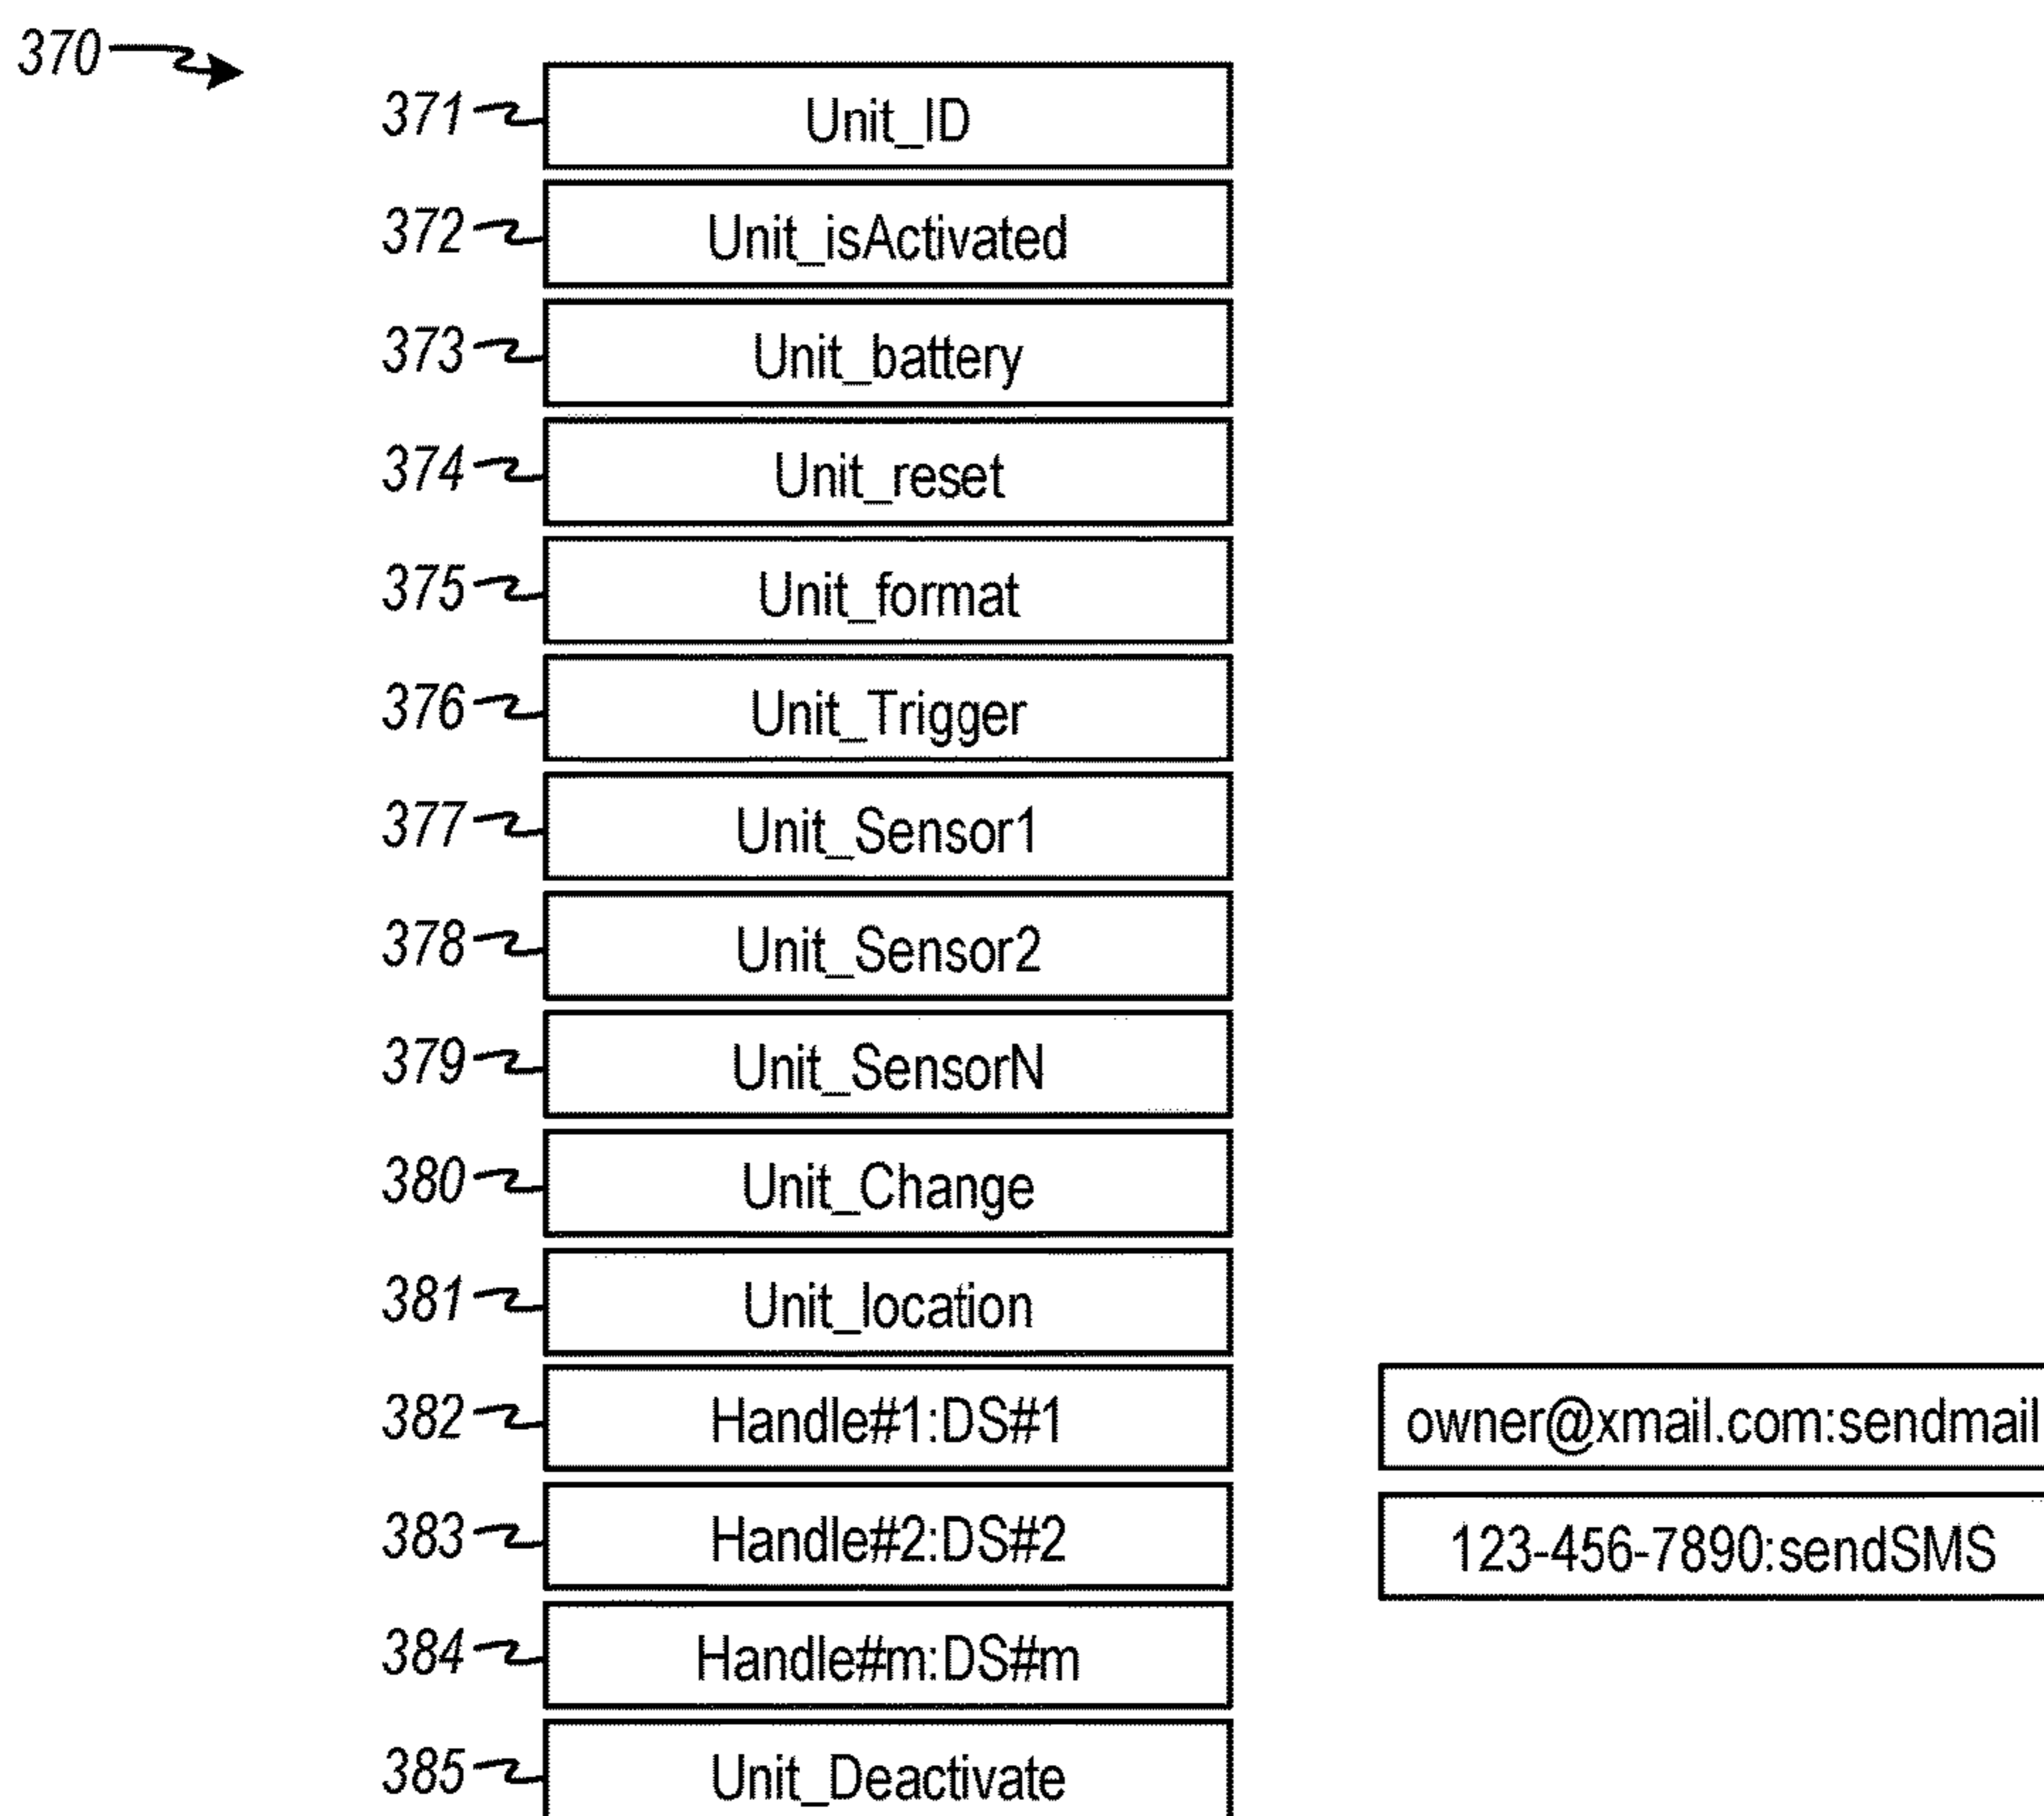 370
371 Unit_ID
372 Unit_isActivated
373 Unit_battery
374 Unit_reset
375 Unit_format
376 Unit_Trigger
377 Unit_Sensor1
378 Unit_Sensor2
379 Unit_SensorN
380 Unit_Change
381 Unit_location
382 Handle#1:DS#1 owner@xmail.com:sendmail
383 Handle#2:DS#2 123-456-7890:sendSMS
384 Handle#m:DS#m
385 Unit_Deactivate